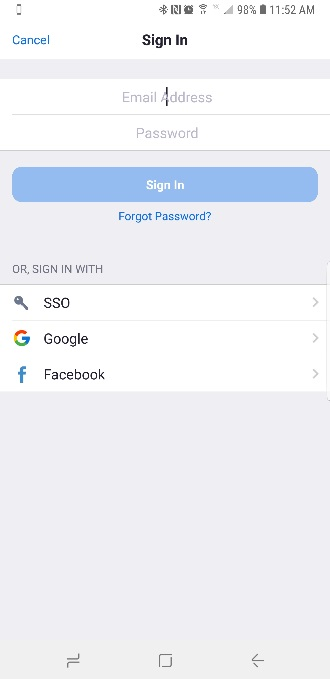 98% 11:52 AM
Cancel Sign In
Email Address
Password
Sign In
Forgot Password?
OR, SIGN IN WITH
SSO
Google
Facebook